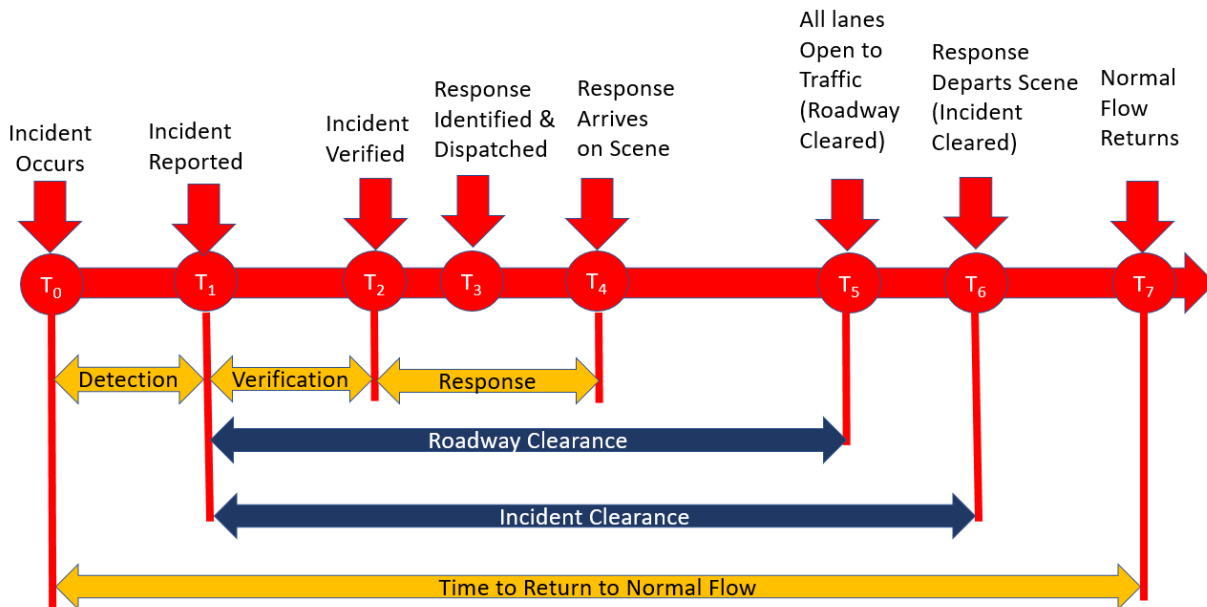 Incident
Occurs
Incident
Reported
Incident
Verified
Response
Identified &
Dispatched
Response
Arrives
on Scene
All lanes
Open to
Traffic
(Roadway
Cleared)
Response
Departs Scene
(Incident
Cleared)
Normal
Flow
Returns
T0 T1 T2 T3 T4 T5 T6 T7
Detection Verification Response
Roadway Clearance
Incident Clearance
Time to Return to Normal Flow